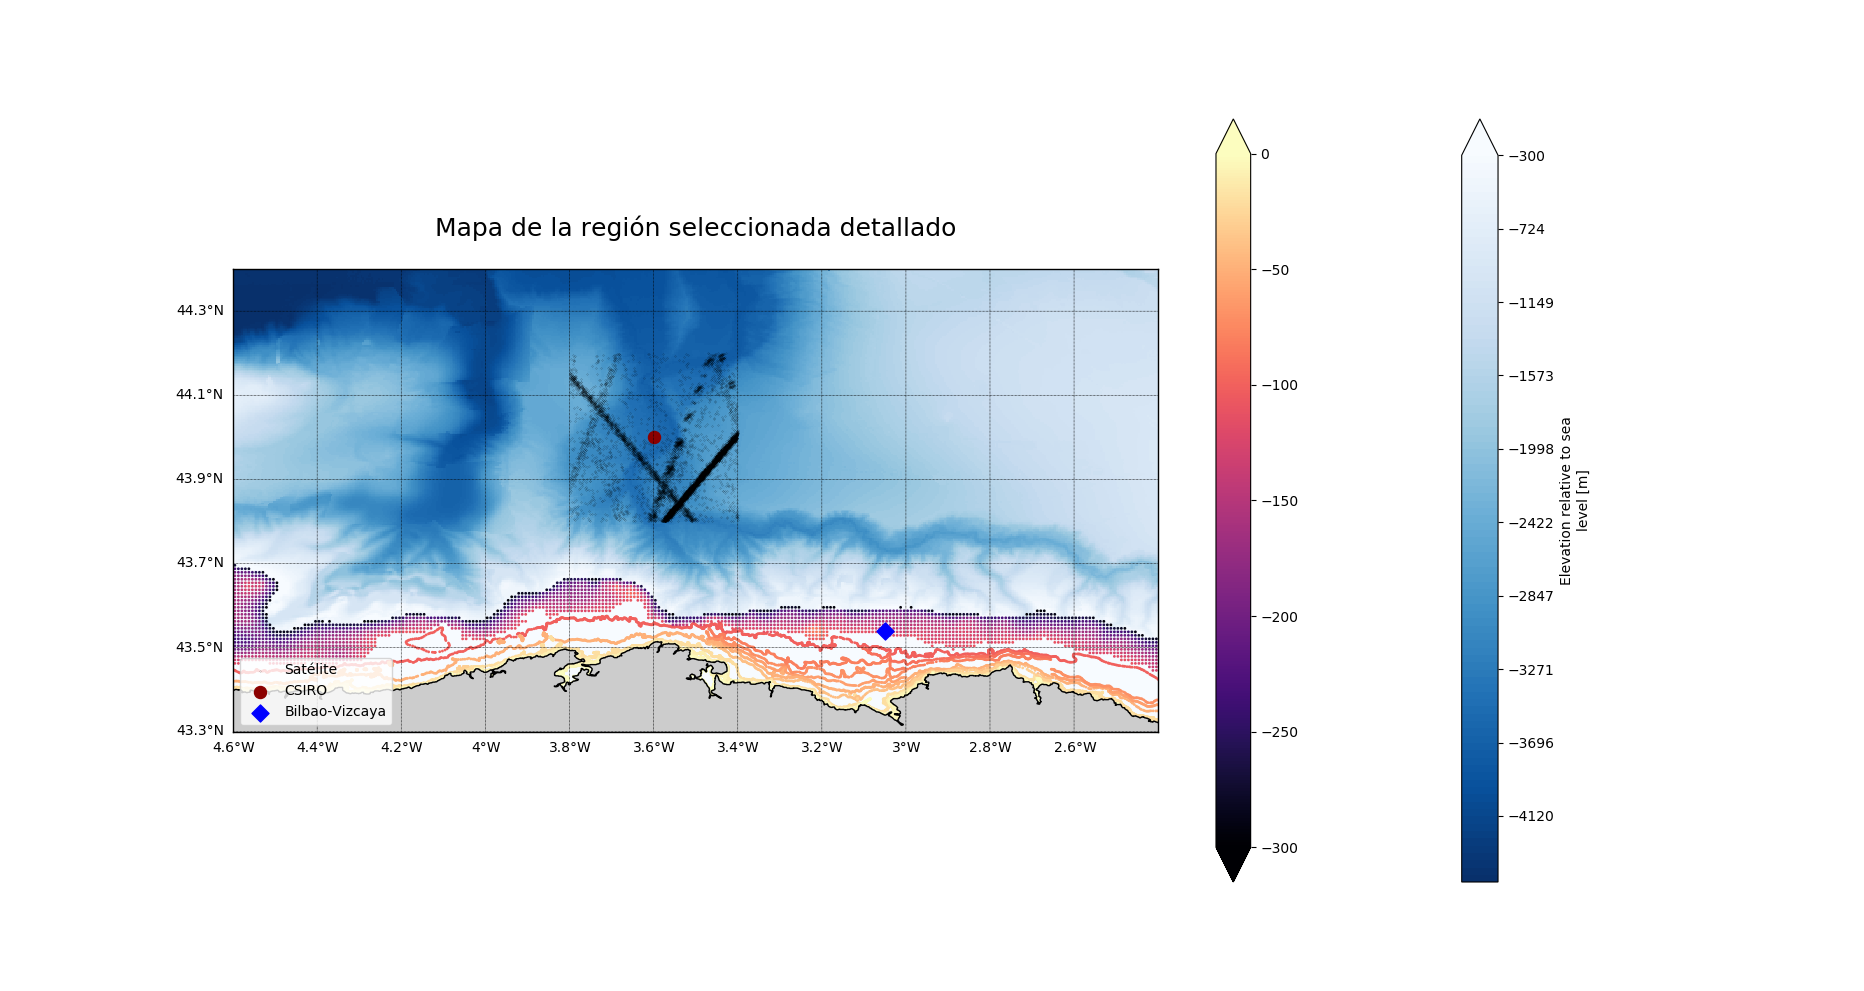 Mapa de la región seleccionada detallado
44.3°N
44.1°N
43.9°N
43.7°N
43.5°N
43.3°N
4.6°W
4.4°W
4.2°W
4°W
3.8°W
3.6°W
3.4°W
3.2°W
3°W
2.8°W
2.6°W
Satélite
CSIRO
Bilbao-Vizcaya
0
−50
−100
−150
−200
−250
−300
−300
−724
−1149
−1573
−1998
−2422
−2847
−3271
−3696
−4120
Elevation relative to sea
level [m]